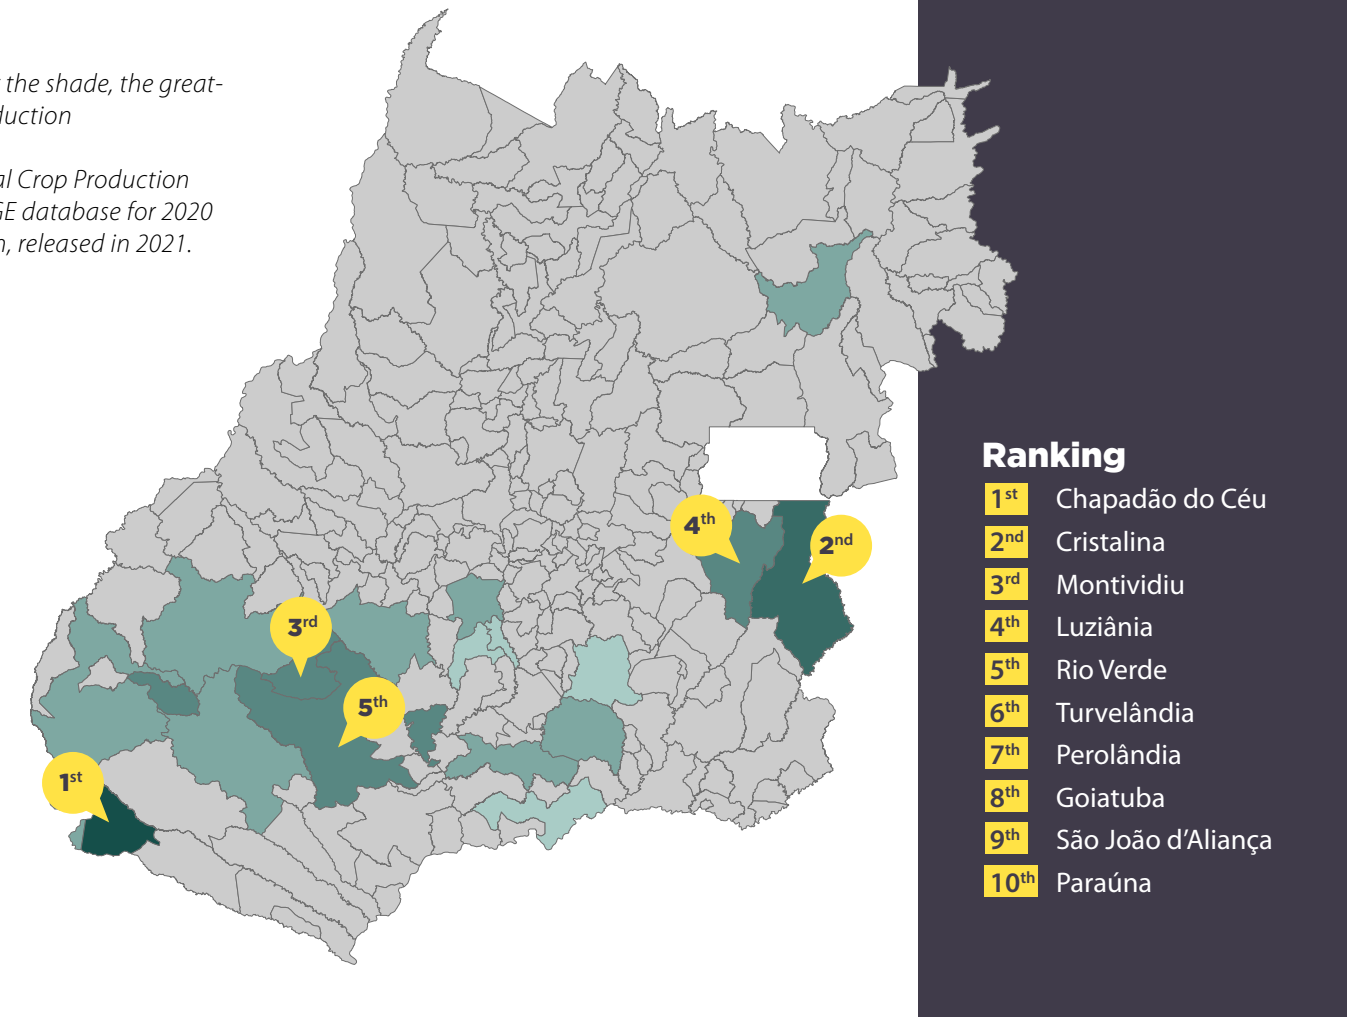 the shade, the great-
duction
al Crop Production
GE database for 2020
n, released in 2021.
4th
2nd
3rd
5th
1st
Ranking
1st Chapadão do Céu
2nd Cristalina
3rd Montividiu
4th Luziânia
5th Rio Verde
6th Turvelândia
7th Perolândia
8th Goiatuba
9th São João d’Aliança
10th Paraúna